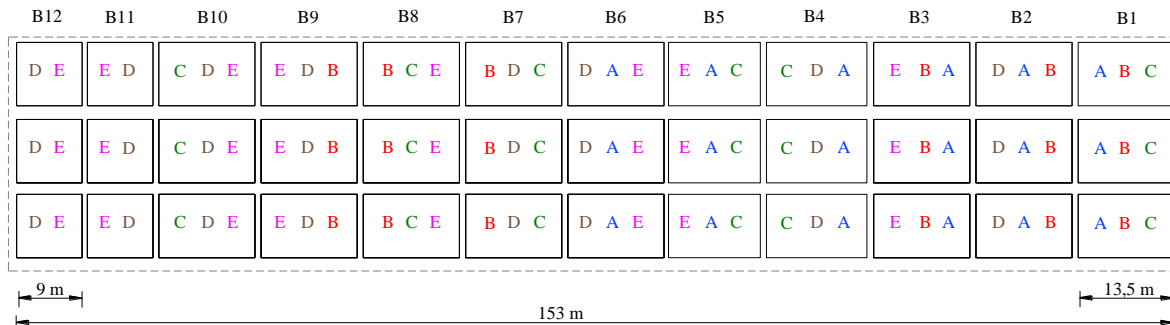 B12 B11 B10 B9 B8 B7 B6 B5 B4 B3 B2 B1
D E E D C D E E D B B C E B D C D A E E A C C D A E B A D A B A B C
D E E D C D E E D B B C E B D C D A E E A C C D A E B A D A B A B C
D E E D C D E E D B B C E B D C D A E E A C C D A E B A D A B A B C
9 m 13,5 m
153 m